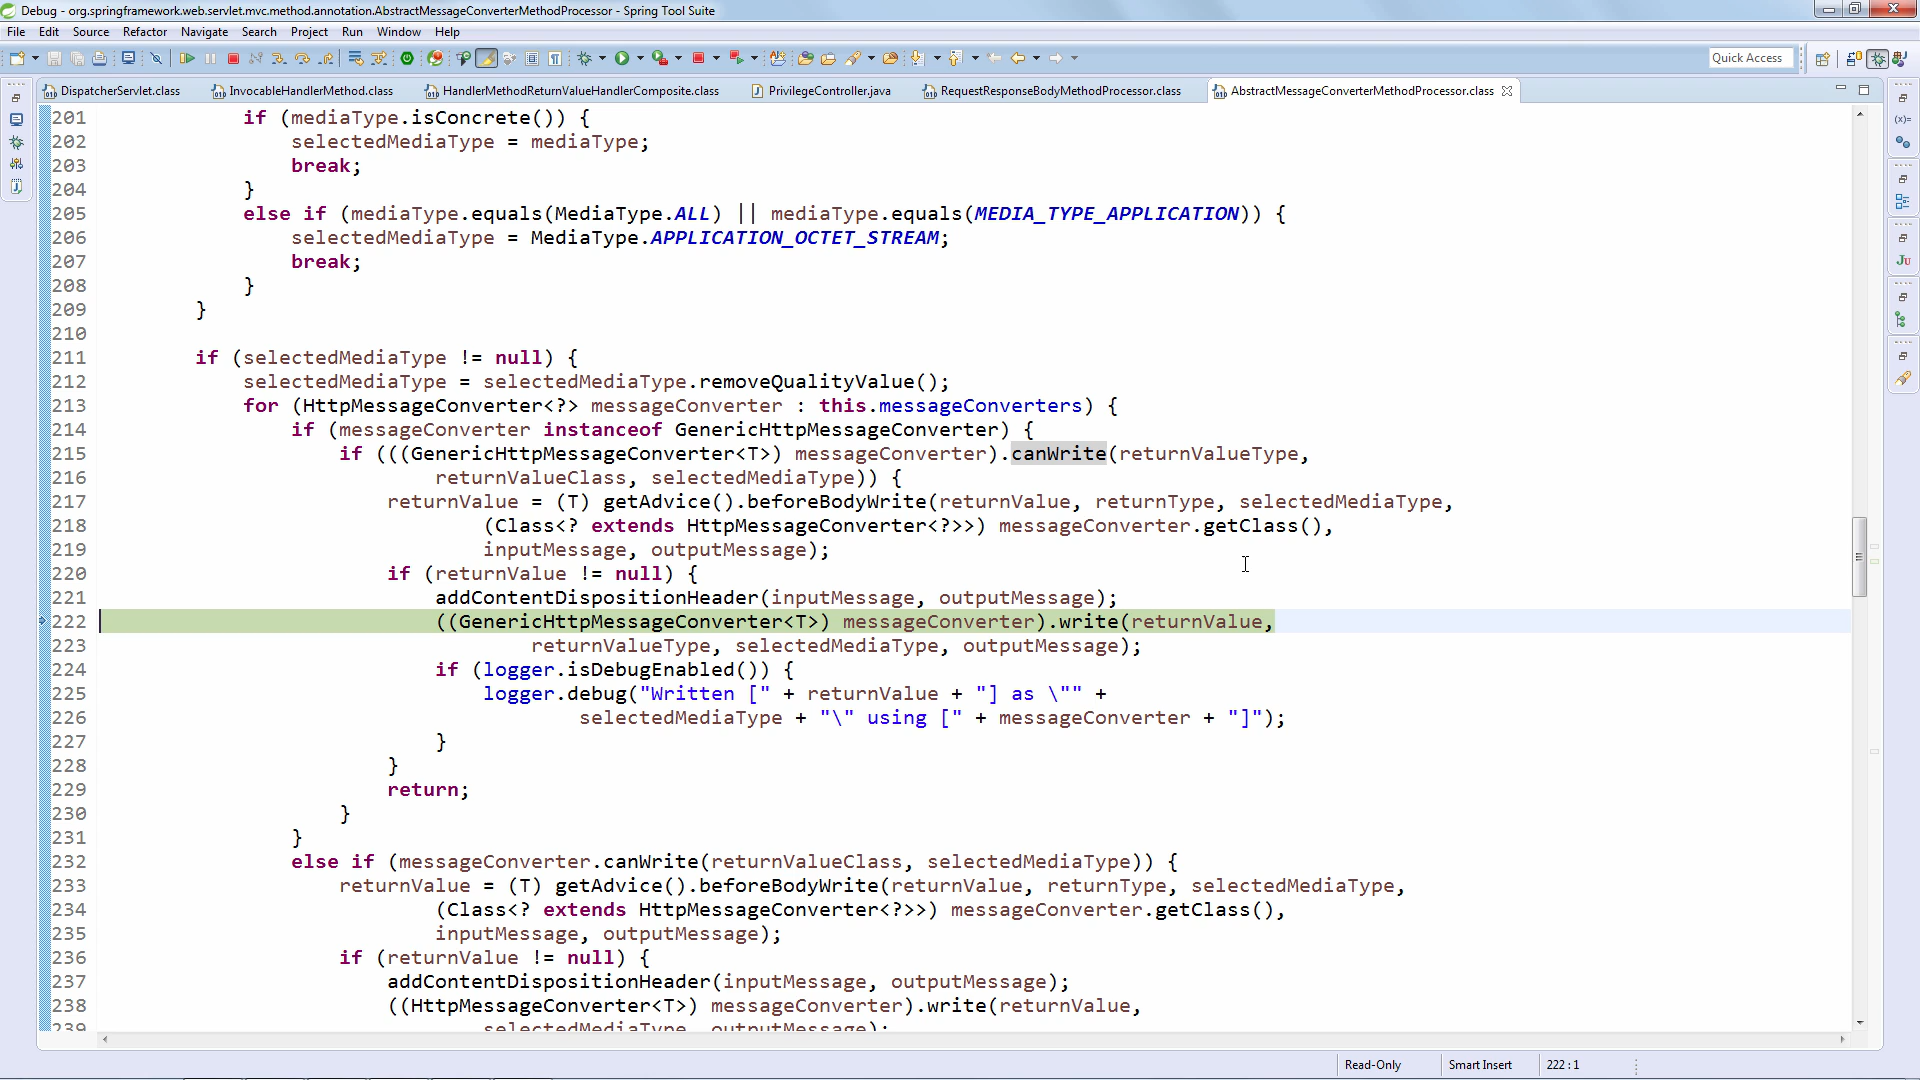 Debug - org.springframework.web.servlet.mvc.method.annotation.AbstractMessageConverterMethodProcessor - Spring Tool Suite
File Edit Source Refactor Navigate Search Project Run Window Help
Quick Access
DispatcherServlet.class InvocableHandlerMethod.class HandlerMethodReturnValueHandlerComposite.class PrivilegeController.java RequestResponseBodyMethodProcessor.class AbstractMessageConverterMethodProcessor.class
201 if (mediaType.isConcrete()) {
202 selectedMediaType = mediaType;
203 break;
204 }
205 else if (mediaType.equals(MediaType.ALL) || mediaType.equals(MEDIA_TYPE_APPLICATION)) {
206 selectedMediaType = MediaType.APPLICATION_OCTET_STREAM;
207 break;
208 }
209 }
210
211 if (selectedMediaType != null) {
212 selectedMediaType = selectedMediaType.removeQualityValue();
213 for (HttpMessageConverter<?> messageConverter : this.messageConverters) {
214 if (messageConverter instanceof GenericHttpMessageConverter) {
215 if (((GenericHttpMessageConverter<T>) messageConverter).canWrite(returnValueType,
216 returnValueClass, selectedMediaType)) {
217 returnValue = (T) getAdvice().beforeBodyWrite(returnValue, returnType, selectedMediaType,
218 (Class<? extends HttpMessageConverter<?>>) messageConverter.getClass(),
219 inputMessage, outputMessage);
220 if (returnValue != null) {
221 addContentDispositionHeader(inputMessage, outputMessage);
222 ((GenericHttpMessageConverter<T>) messageConverter).write(returnValue,
223 returnValueType, selectedMediaType, outputMessage);
224 if (logger.isDebugEnabled()) {
225 logger.debug("Written [" + returnValue + "] as \"" +
226 selectedMediaType + "\" using [" + messageConverter + "]");
227 }
228 }
229 return;
230 }
231 }
232 else if (messageConverter.canWrite(returnValueClass, selectedMediaType)) {
233 returnValue = (T) getAdvice().beforeBodyWrite(returnValue, returnType, selectedMediaType,
234 (Class<? extends HttpMessageConverter<?>>) messageConverter.getClass(),
235 inputMessage, outputMessage);
236 if (returnValue != null) {
237 addContentDispositionHeader(inputMessage, outputMessage);
238 ((HttpMessageConverter<T>) messageConverter).write(returnValue,
239 selectedMediaType, outputMessage);
Read-Only Smart Insert 222 : 1